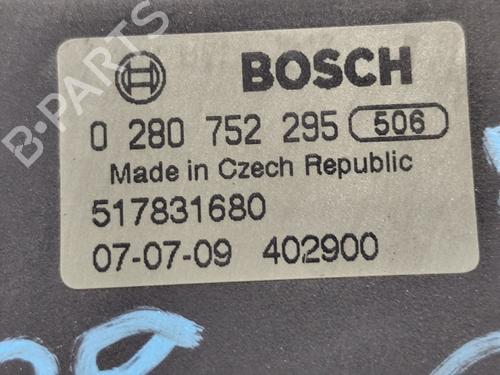 B-PARTS
BOSCH
0 280 752 295 506
Made in Czech Republic
517831680
07-07-09 402900